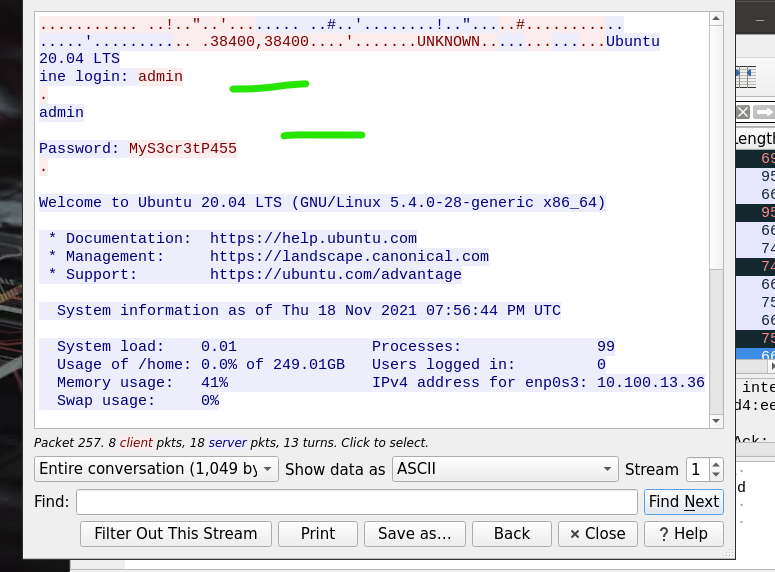 ........... ..!.."..'........ ..#..'........!..".....#............
.....'.......... .. .38400,38400....'.......UNKNOWN..............Ubuntu
20.04 LTS
ine login: admin
.
admin
Password: MyS3cr3tP455
.
Welcome to Ubuntu 20.04 LTS (GNU/Linux 5.4.0-28-generic x86_64)
* Documentation: https://help.ubuntu.com
* Management: https://landscape.canonical.com
* Support: https://ubuntu.com/advantage
System information as of Thu 18 Nov 2021 07:56:44 PM UTC
System load: 0.01 Processes: 99
Usage of /home: 0.0% of 249.01GB Users logged in: 0
Memory usage: 41% IPv4 address for enp0s3: 10.100.13.36
Swap usage: 0%
Packet 257. 8 client pkts, 18 server pkts, 13 turns. Click to select.
Entire conversation (1,049 by Show data as ASCII Stream 1
Find: Find Next
Filter Out This Stream Print Save as... Back Close Help
69
95
66
95
66
74
74
66
75
66
75
66
inte
d4:ee
Ack:
d